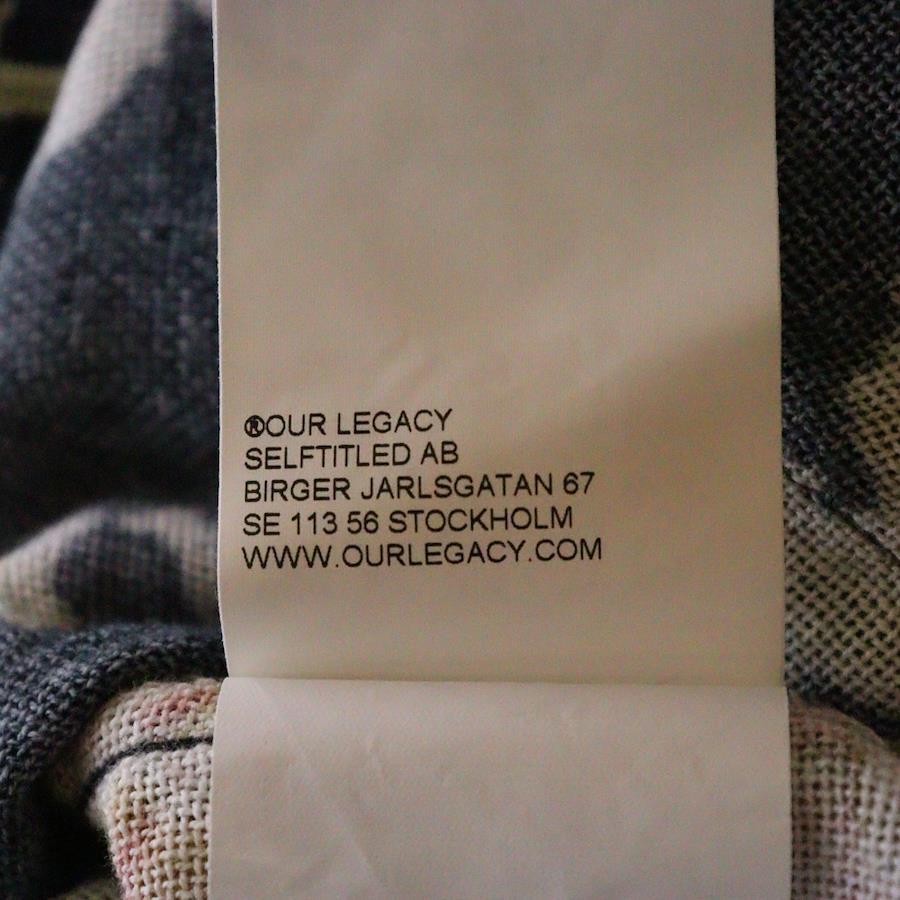 ®OUR LEGACY
SELFTITLED AB
BIRGER JARLSGATAN 67
SE 113 56 STOCKHOLM
WWW.OURLEGACY.COM